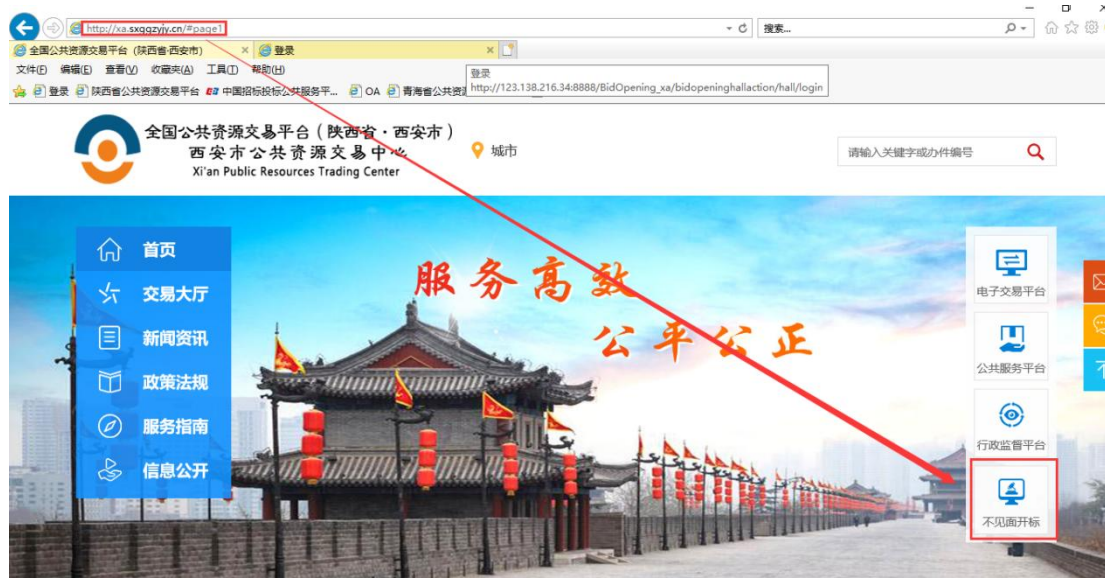 http://xa.sxggzyjy.cn/#page1
搜索...
全国公共资源交易平台（陕西省·西安市）
登录
文件(F) 编辑(E) 查看(V) 收藏夹(A) 工具(T) 帮助(H)
登录
http://123.138.216.34:8888/BidOpening_xa/bidopeninghallaction/hall/login
登录 陕西省公共资源交易平台 中国招标投标公共服务平... OA 青海省公共资
全国公共资源交易平台（陕西省·西安市）
西安市公共资源交易中心
Xi'an Public Resources Trading Center
城市
请输入关键字或办件编号
首页
交易大厅
新闻资讯
政策法规
服务指南
信息公开
服务高效
公平公正
电子交易平台
公共服务平台
行政监督平台
不见面开标